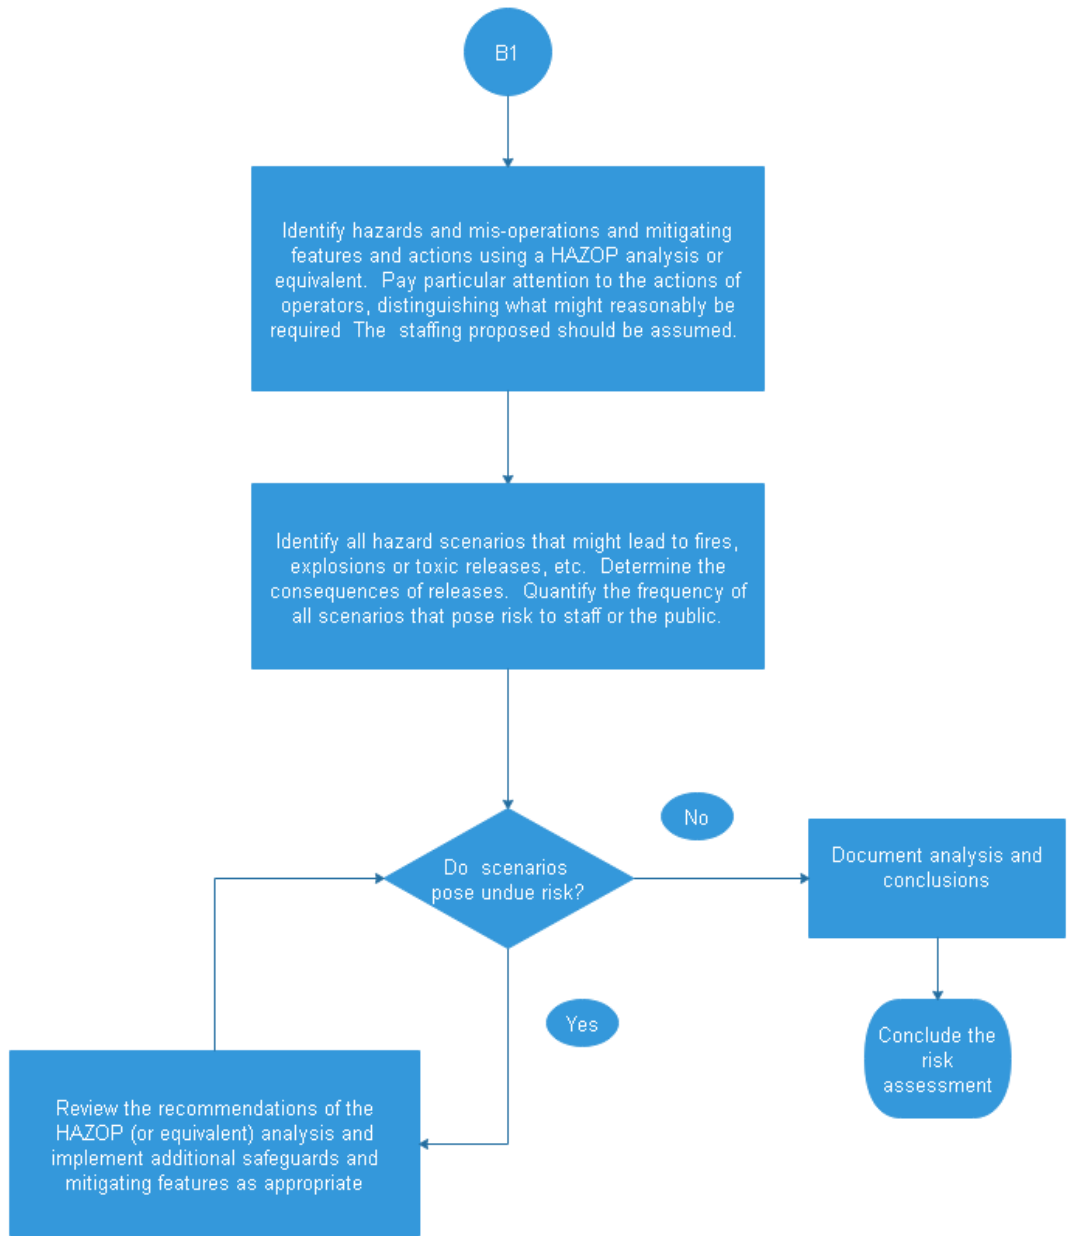 B1
Identify hazards and mis-operations and mitigating
features and actions using a HAZOP analysis or
equivalent.  Pay particular attention to the actions of
operators, distinguishing what might reasonably be
required  The  staffing proposed should be assumed.
Identify all hazard scenarios that might lead to fires,
explosions or toxic releases, etc.  Determine the
consequences of releases.  Quantify the frequency of
all scenarios that pose risk to staff or the public.
No
Do  scenarios
pose undue risk?
Document analysis and
conclusions
Yes
Conclude the
risk
assessment
Review the recommendations of the
HAZOP (or equivalent) analysis and
implement additional safeguards and
mitigating features as appropriate